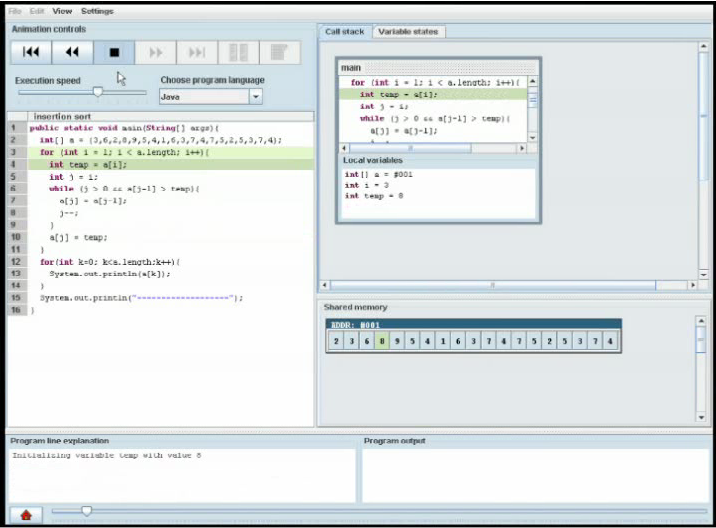 File Edit View Settings
Animation controls
Execution speed
Choose program language
Java
insertion sort
1 public static void main(String[] args){
2 int[] a = {3,6,2,8,9,5,4,1,6,3,7,4,7,5,2,5,3,7,4};
3 for (int i = 1; i < a.length; i++){
4 int temp = a[i];
5 int j = i;
6 while (j > 0 && a[j-1] > temp){
7 a[j] = a[j-1];
8 j--;
9 }
10 a[j] = temp;
11 }
12 for(int k=0; k<a.length;k++){
13 System.out.println(a[k]);
14 }
15 System.out.println("-------------------");
16 }
Call stack Variable states
main
for (int i = 1; i < a.length; i++){
int temp = a[i];
int j = i;
while (j > 0 && a[j-1] > temp){
a[j] = a[j-1];
Local variables
int[] a = #001
int i = 3
int temp = 8
Shared memory
ADDR: #001
2 3 6 8 9 5 4 1 6 3 7 4 7 5 2 5 3 7 4
Program line explanation
Initializing variable temp with value 8
Program output